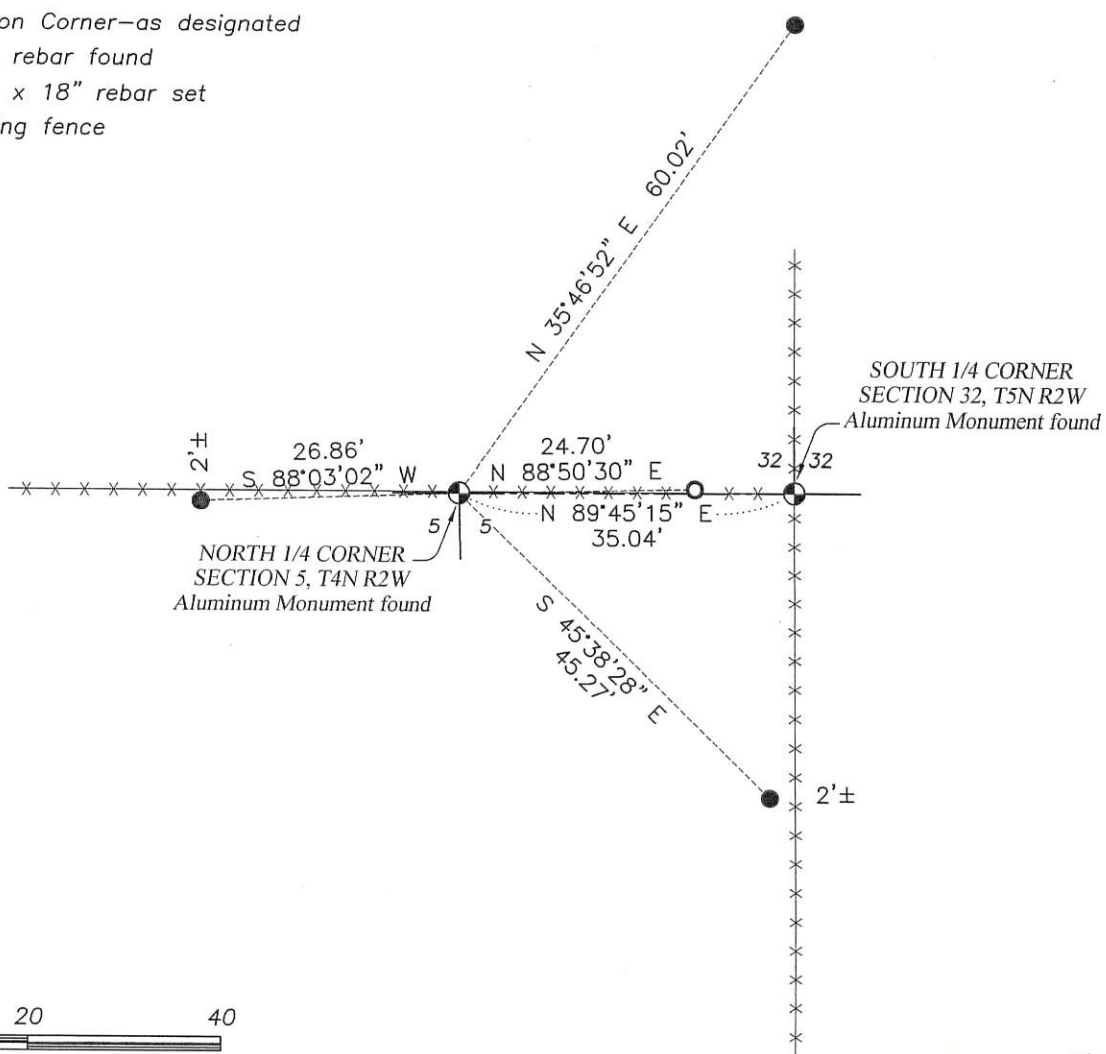 on Corner-as designated
rebar found
x 18" rebar set
ng fence
N 35°46'52" E 60.02'
SOUTH 1/4 CORNER
SECTION 32, T5N R2W
Aluminum Monument found
2'±
26.86'
S 88°03'02" W
24.70'
N 88°50'30" E
32 32
5 5
N 89°45'15" E
35.04'
NORTH 1/4 CORNER
SECTION 5, T4N R2W
Aluminum Monument found
S 45°38'28" E
45.27'
2'±
20 40